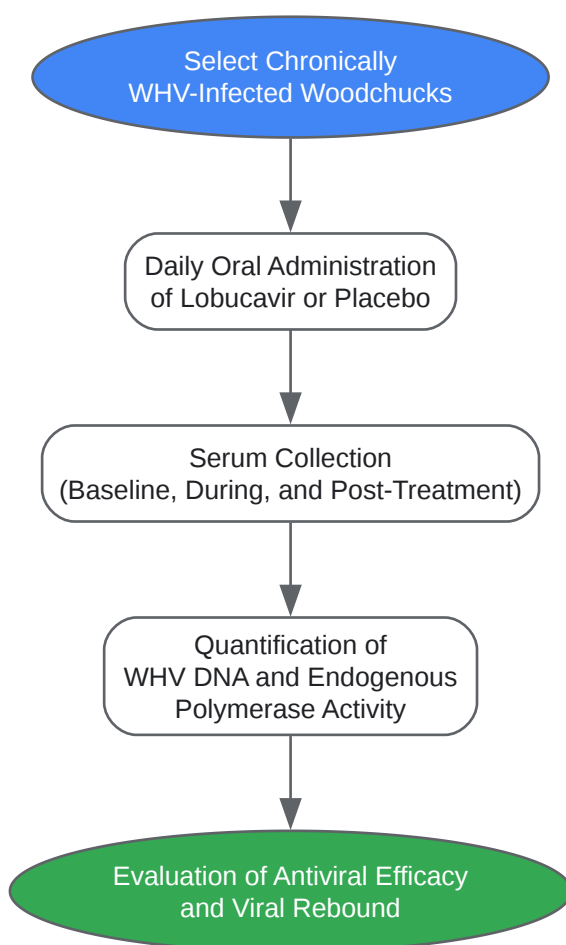 Select Chronically
WHV-Infected Woodchucks
Daily Oral Administration
of Lobucavir or Placebo
Serum Collection
(Baseline, During, and Post-Treatment)
Quantification of
WHV DNA and Endogenous
Polymerase Activity
Evaluation of Antiviral Efficacy
and Viral Rebound